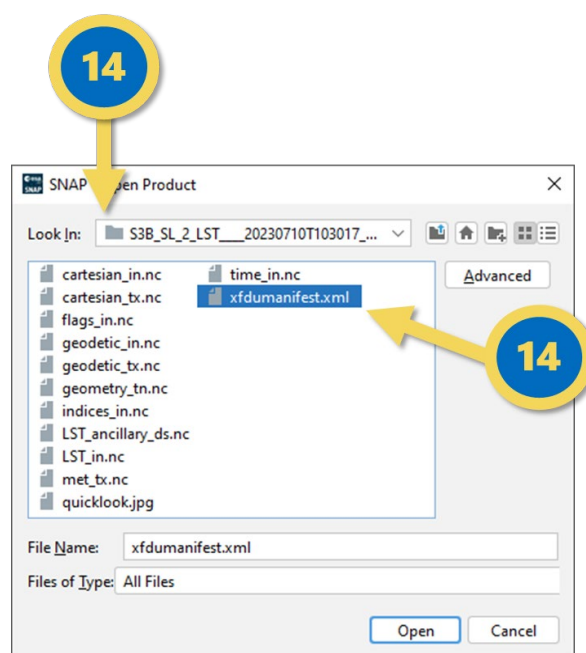 14
SNAP pen Product
Look In: S3B_SL_2_LST____20230710T103017_...
cartesian_in.nc
cartesian_tx.nc
flags_in.nc
geodetic_in.nc
geodetic_tx.nc
geometry_tn.nc
indices_in.nc
LST_ancillary_ds.nc
LST_in.nc
met_tx.nc
quicklook.jpg
time_in.nc
xfdumanifest.xml
Advanced
14
File Name: xfdumanifest.xml
Files of Type: All Files
Open Cancel